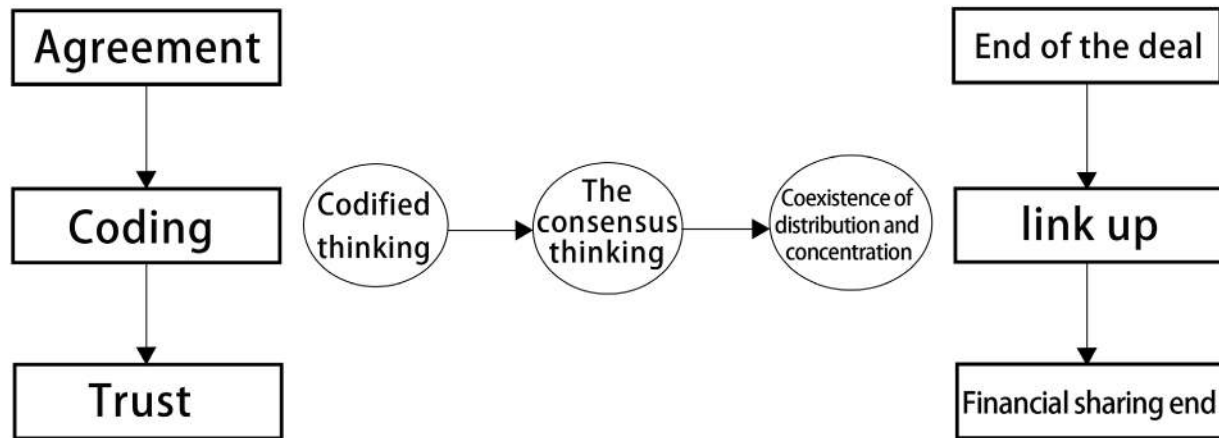 Agreement
Coding
Trust
Codified
thinking
The
consensus
thinking
Coexistence of
distribution and
concentration
End of the deal
link up
Financial sharing end